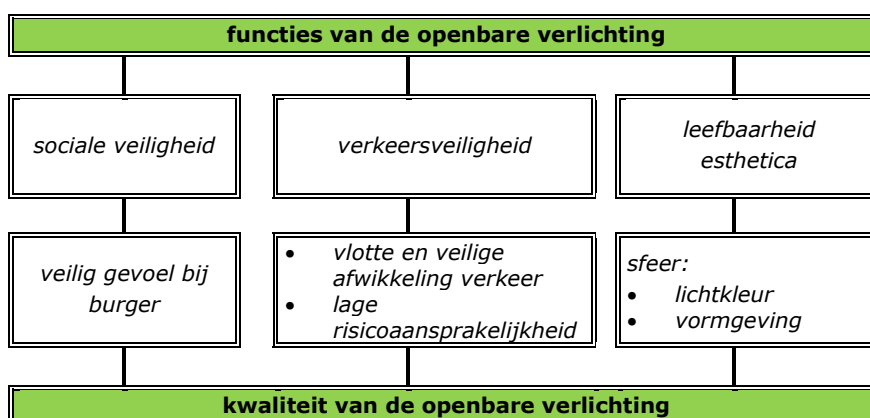 functies van de openbare verlichting
sociale veiligheid
verkeersveiligheid
leefbaarheid
esthetica
veilig gevoel bij
burger
• vlotte en veilige
afwikkeling verkeer
• lage
risicoaansprakelijkheid
sfeer:
• lichtkleur
• vormgeving
kwaliteit van de openbare verlichting